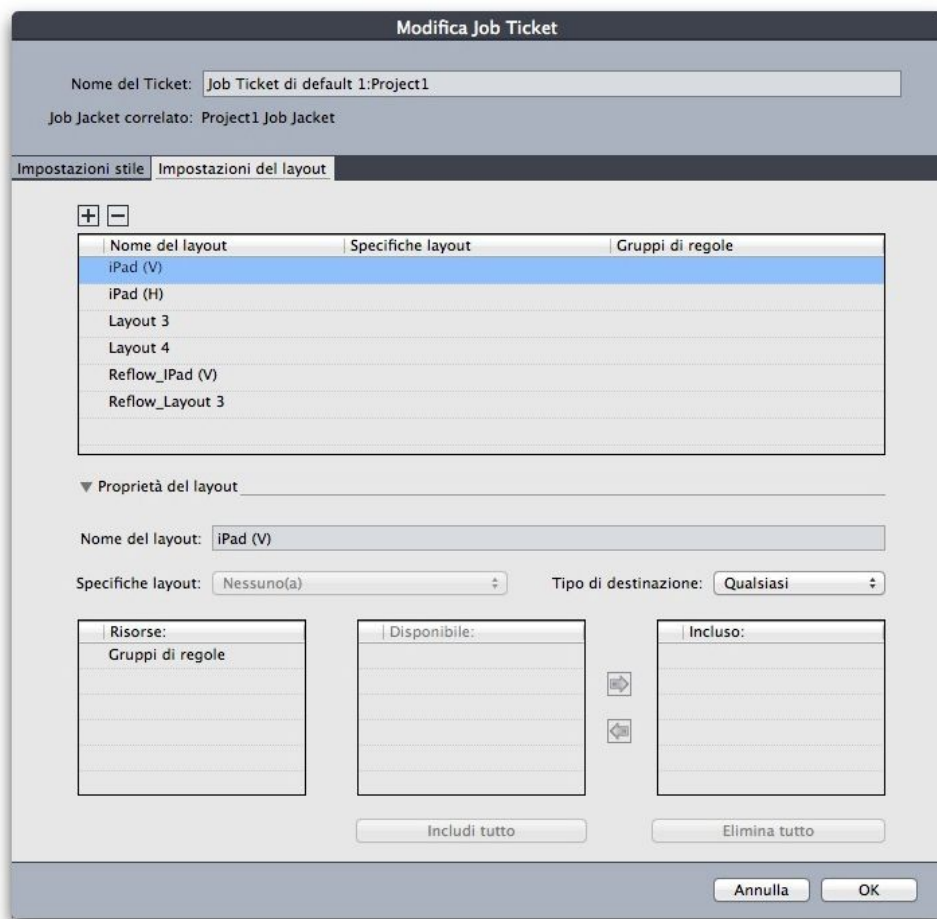 Modifica Job Ticket
Nome del Ticket: Job Ticket di default 1:Project1
Job Jacket correlato: Project1 Job Jacket
Impostazioni stile Impostazioni del layout
Nome del layout Specifiche layout Gruppi di regole
iPad (V)
iPad (H)
Layout 3
Layout 4
Reflow_IPad (V)
Reflow_Layout 3
Proprietà del layout
Nome del layout: iPad (V)
Specifiche layout: Nessuno(a) Tipo di destinazione: Qualsiasi
Risorse: Disponibile: Incluso:
Gruppi di regole
Includi tutto Elimina tutto
Annulla OK